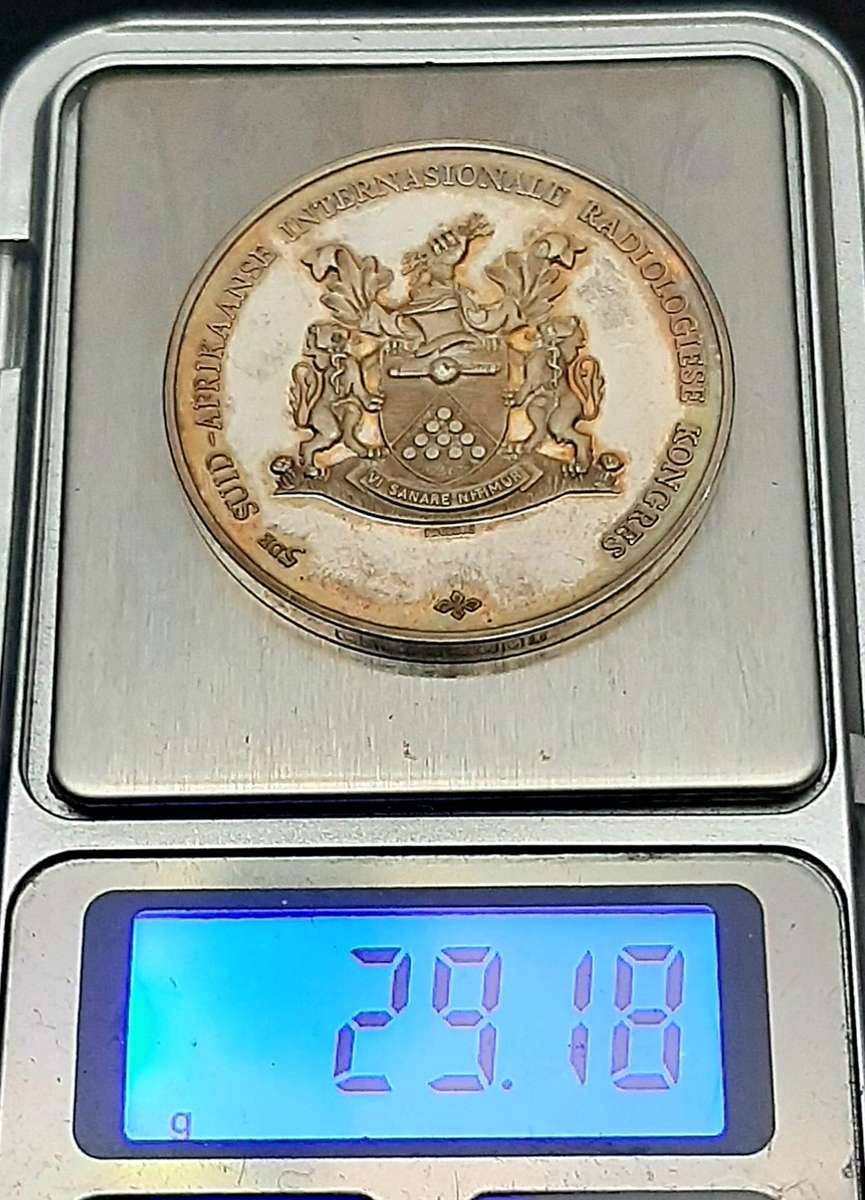 5DE SUID-AFRIKAANSE INTERNASIONALE RADIOLOGIESE KONGRES
VI SANARE NITIMUR
29.18
g